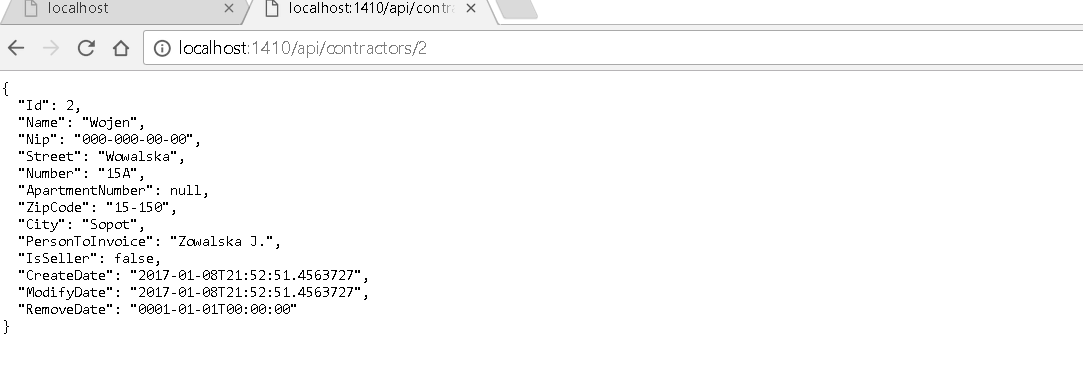 localhost
localhost:1410/api/contra
localhost:1410/api/contractors/2
{
  "Id": 2,
  "Name": "Wojen",
  "Nip": "000-000-00-00",
  "Street": "Wowalska",
  "Number": "15A",
  "ApartmentNumber": null,
  "ZipCode": "15-150",
  "City": "Sopot",
  "PersonToInvoice": "Zowalska J.",
  "IsSeller": false,
  "CreateDate": "2017-01-08T21:52:51.4563727",
  "ModifyDate": "2017-01-08T21:52:51.4563727",
  "RemoveDate": "0001-01-01T00:00:00"
}